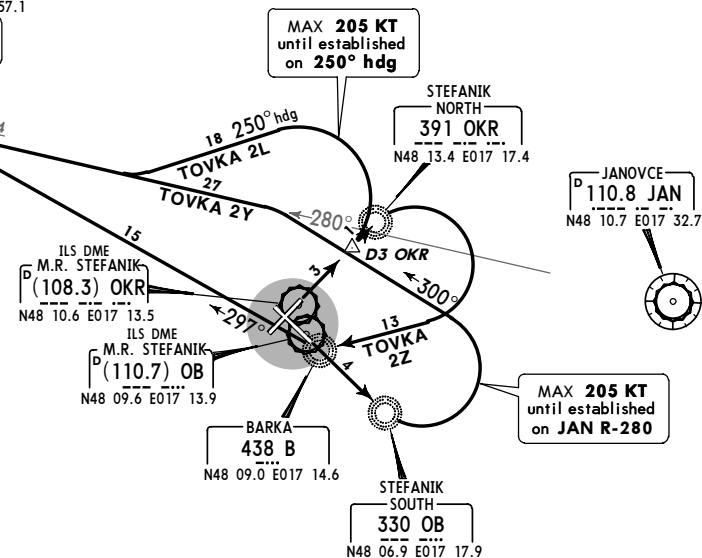 57.1
MAX 205 KT
until established
on 250° hdg
STEFANIK
NORTH
391 OKR
N48 13.4 E017 17.4
JANOVCE
D 110.8 JAN
N48 10.7 E017 32.7
18 250° hdg
TOVKA 2L
27
TOVKA 2Y
4
15
280°
1
D3 OKR
3
300°
ILS DME
M.R. STEFANIK
D (108.3) OKR
N48 10.6 E017 13.5
297°
13
TOVKA
2Z
ILS DME
M.R. STEFANIK
D (110.7) OB
N48 09.6 E017 13.9
4
MAX 205 KT
until established
on JAN R-280
BARKA
438 B
N48 09.0 E017 14.6
STEFANIK
SOUTH
330 OB
N48 06.9 E017 17.9